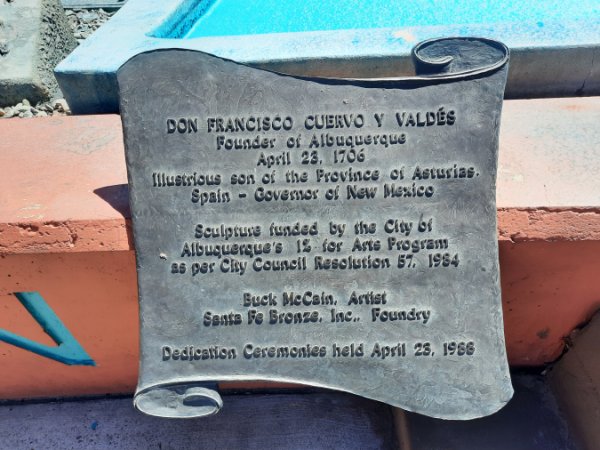 DON FRANCISCO CUERVO Y VALDÉS
Founder of Albuquerque
April 23, 1706
Illustrious son of the Province of Asturias.
Spain - Governor of New Mexico
Sculpture funded by the City of
Albuquerque's 1% for Arts Program
as per City Council Resolution 57, 1984
Buck McCain, Artist
Santa Fe Bronze, Inc., Foundry
Dedication Ceremonies held April 23, 1988